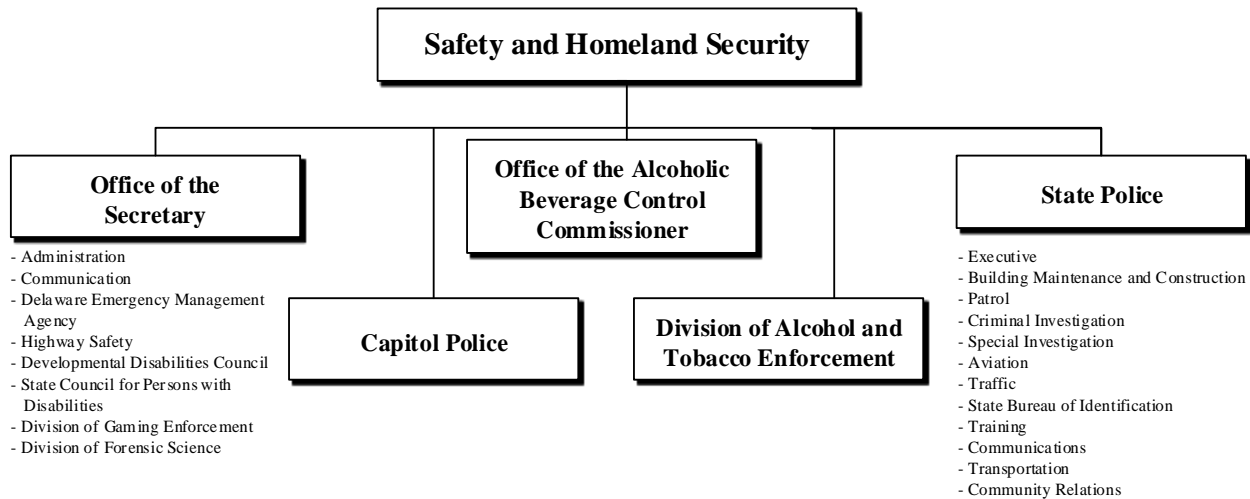 Safety and Homeland Security
Office of the
Secretary
- Administration
- Communication
- Delaware Emergency Management
Agency
- Highway Safety
- Developmental Disabilities Council
- State Council for Persons with
Disabilities
- Division of Gaming Enforcement
- Division of Forensic Science
Capitol Police
Office of the Alcoholic
Beverage Control
Commissioner
Division of Alcohol and
Tobacco Enforcement
State Police
- Executive
- Building Maintenance and Construction
- Patrol
- Criminal Investigation
- Special Investigation
- Aviation
- Traffic
- State Bureau of Identification
- Training
- Communications
- Transportation
- Community Relations